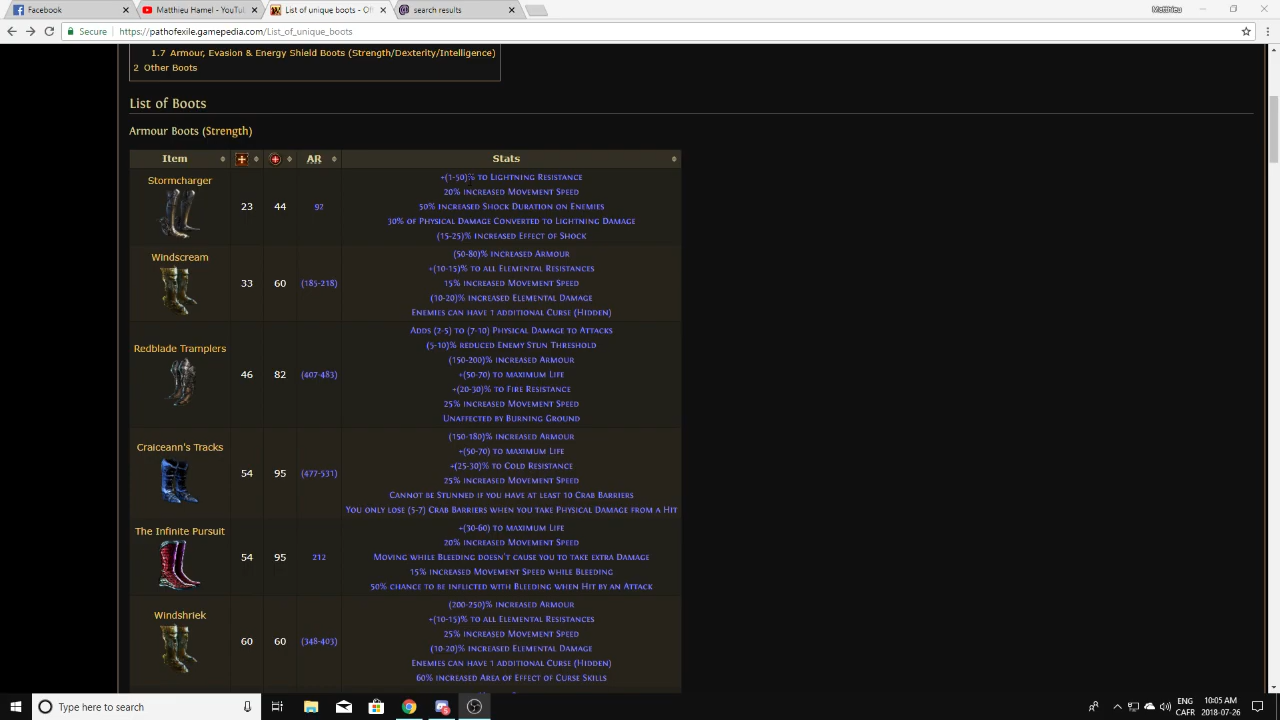 Facebook
Matthieu Hamel - YouTu
List of unique boots - Of
search results
Secure
https://pathofexile.gamepedia.com/List_of_unique_boots
1.7 Armour, Evasion & Energy Shield Boots (Strength/Dexterity/Intelligence)
2 Other Boots
List of Boots
Armour Boots (Strength)
Item AR Stats
Stormcharger 23 44 92
+(1-50)% to Lightning Resistance
20% increased Movement Speed
50% increased Shock Duration on Enemies
30% of Physical Damage Converted to Lightning Damage
(15-25)% increased Effect of Shock
Windscream 33 60 (185-218)
(50-80)% increased Armour
+(10-15)% to all Elemental Resistances
15% increased Movement Speed
(10-20)% increased Elemental Damage
Enemies can have 1 additional Curse (Hidden)
Redblade Tramplers 46 82 (407-483)
Adds (2-5) to (7-10) Physical Damage to Attacks
(5-10)% reduced Enemy Stun Threshold
(150-200)% increased Armour
+(50-70) to maximum Life
+(20-30)% to Fire Resistance
25% increased Movement Speed
Unaffected by Burning Ground
Craiceann's Tracks 54 95 (477-531)
(150-180)% increased Armour
+(50-70) to maximum Life
+(25-30)% to Cold Resistance
25% increased Movement Speed
Cannot be Stunned if you have at least 10 Crab Barriers
You only lose (5-7) Crab Barriers when you take Physical Damage from a Hit
The Infinite Pursuit 54 95 212
+(30-60) to maximum Life
20% increased Movement Speed
Moving while Bleeding doesn't cause you to take extra Damage
15% increased Movement Speed while Bleeding
50% chance to be inflicted with Bleeding when Hit by an Attack
Windshriek 60 60 (348-403)
(200-250)% increased Armour
+(10-15)% to all Elemental Resistances
25% increased Movement Speed
(10-20)% increased Elemental Damage
Enemies can have 1 additional Curse (Hidden)
60% increased Area of Effect of Curse Skills
Type here to search
ENG 10:05 AM
CAFR 2018-07-26